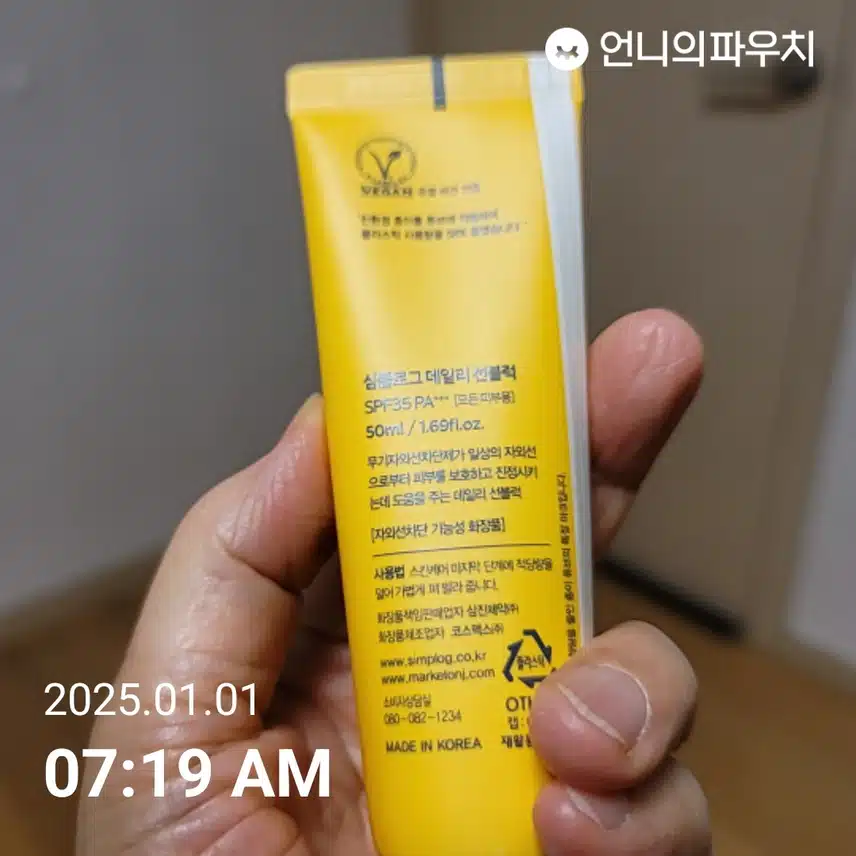 언니의파우치
VEGAN
심플로그 데일리 선블럭
SPF35 PA+++ [모든피부용]
50ml / 1.69fl.oz.
무기자외선차단제가 일상의 자외선
으로부터 피부를 보호하고 진정시키
는데 도움을 주는 데일리 선블럭
[자외선차단 기능성 화장품]
사용법 스킨케어 마지막 단계에 적당량을
덜어 가볍게 펴 발라 줍니다.
화장품책임판매업자 삼진제약㈜
화장품제조업자 코스맥스㈜
www.simplog.co.kr
www.marketonj.com
소비자상담실
080-082-1234
MADE IN KOREA
플라스틱
캡:
2025.01.01
07:19 AM